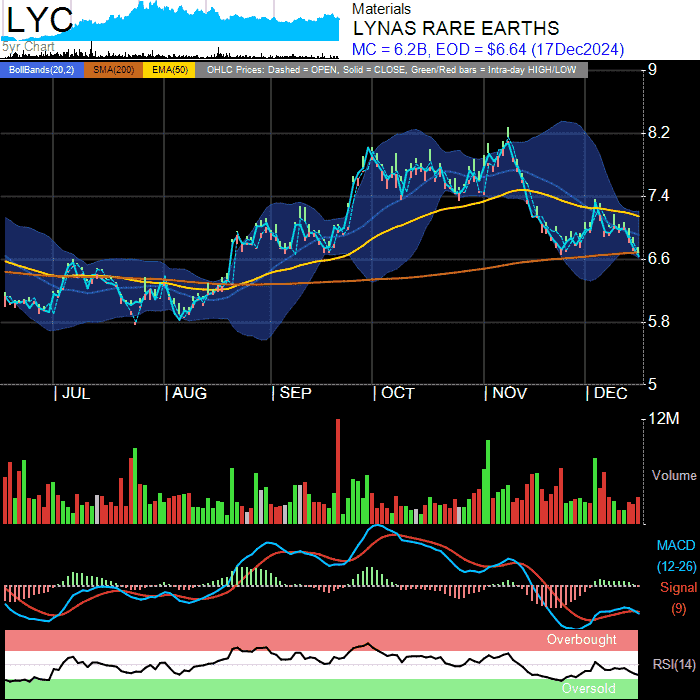 LYC
5yr Chart
Materials
LYNAS RARE EARTHS
MC = 6.2B, EOD = $6.64 (17Dec2024)
BollBands(20,2) SMA(200) EMA(50) OHLC Prices: Dashed = OPEN, Solid = CLOSE, Green/Red bars = Intra-day HIGH/LOW
9
8.2
7.4
6.6
5.8
5
| JUL | AUG | SEP | OCT | NOV | DEC
12M
Volume
MACD
(12-26)
Signal
(9)
Overbought
RSI(14)
Oversold